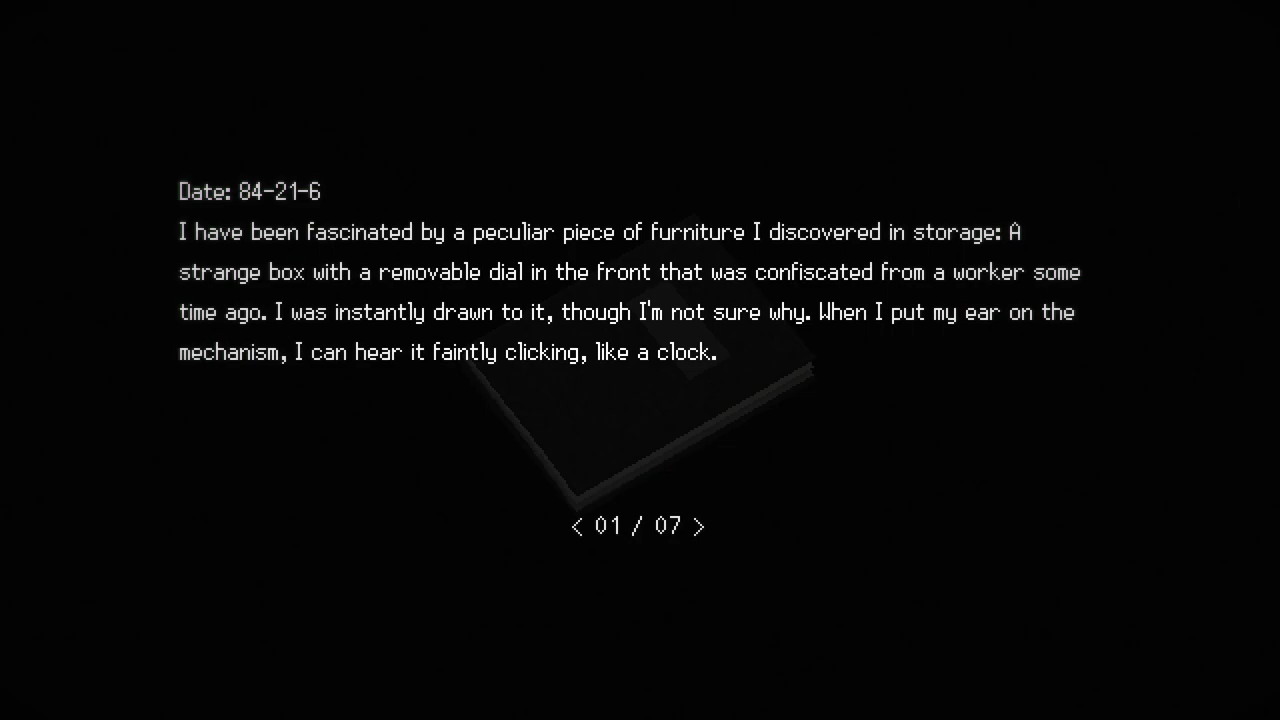 Date: 84-21-6
I have been fascinated by a peculiar piece of furniture I discovered in storage: A
strange box with a removable dial in the front that was confiscated from a worker some
time ago. I was instantly drawn to it, though I'm not sure why. When I put my ear on the
mechanism, I can hear it faintly clicking, like a clock.
< 01 / 07 >